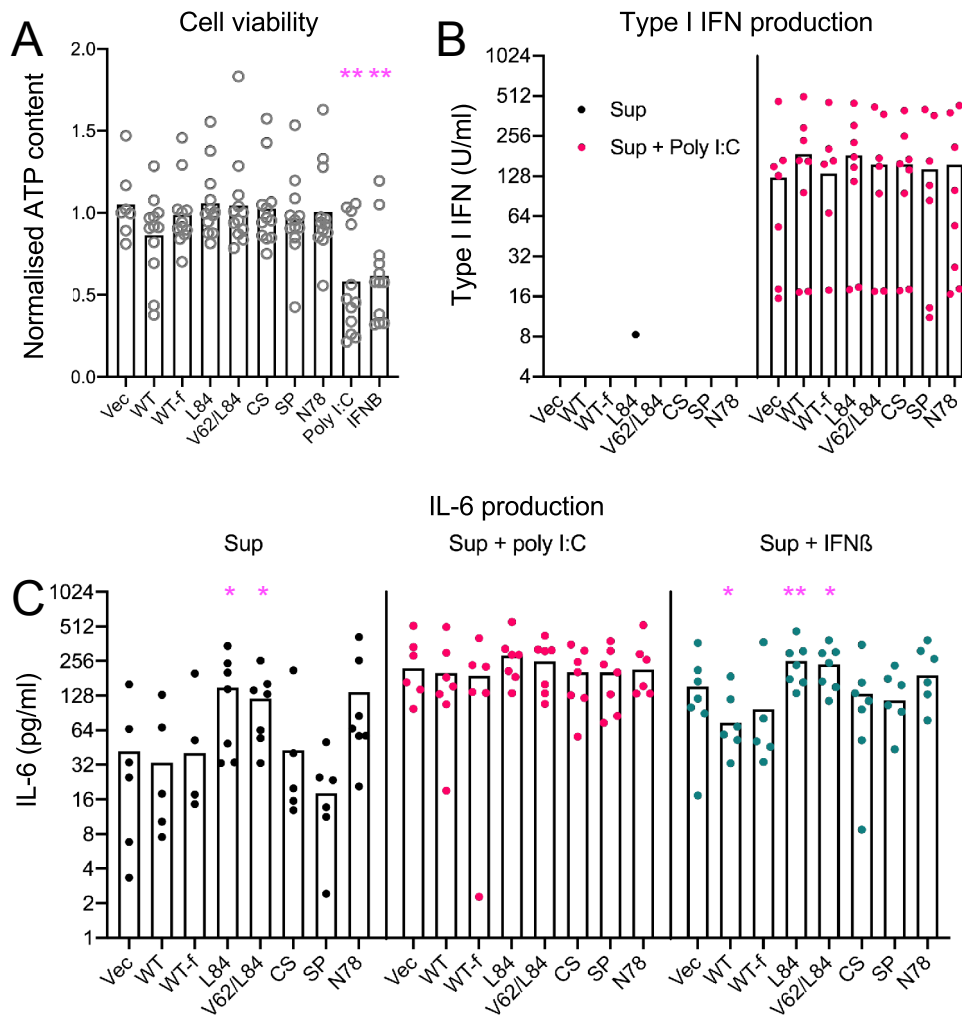 A
Cell viability
Normalised ATP content
2.0
1.5
1.0
0.5
0.0
** **
Vec
WT
WT-f
L84
V62/L84
CS
SP
N78
Poly I:C
IFNB
B
Type I IFN production
Type I IFN (U/ml)
1024
512
256
128
64
32
16
8
4
Sup
Sup + Poly I:C
Vec
WT
WT-f
L84
V62/L84
CS
SP
N78
Vec
WT
WT-f
L84
V62/L84
CS
SP
N78
IL-6 production
Sup
Sup + poly I:C
Sup + IFNß
C
IL-6 (pg/ml)
1024
512
256
128
64
32
16
8
4
2
1
* *
* ** *
Vec
WT
WT-f
L84
V62/L84
CS
SP
N78
Vec
WT
WT-f
L84
V62/L84
CS
SP
N78
Vec
WT
WT-f
L84
V62/L84
CS
SP
N78